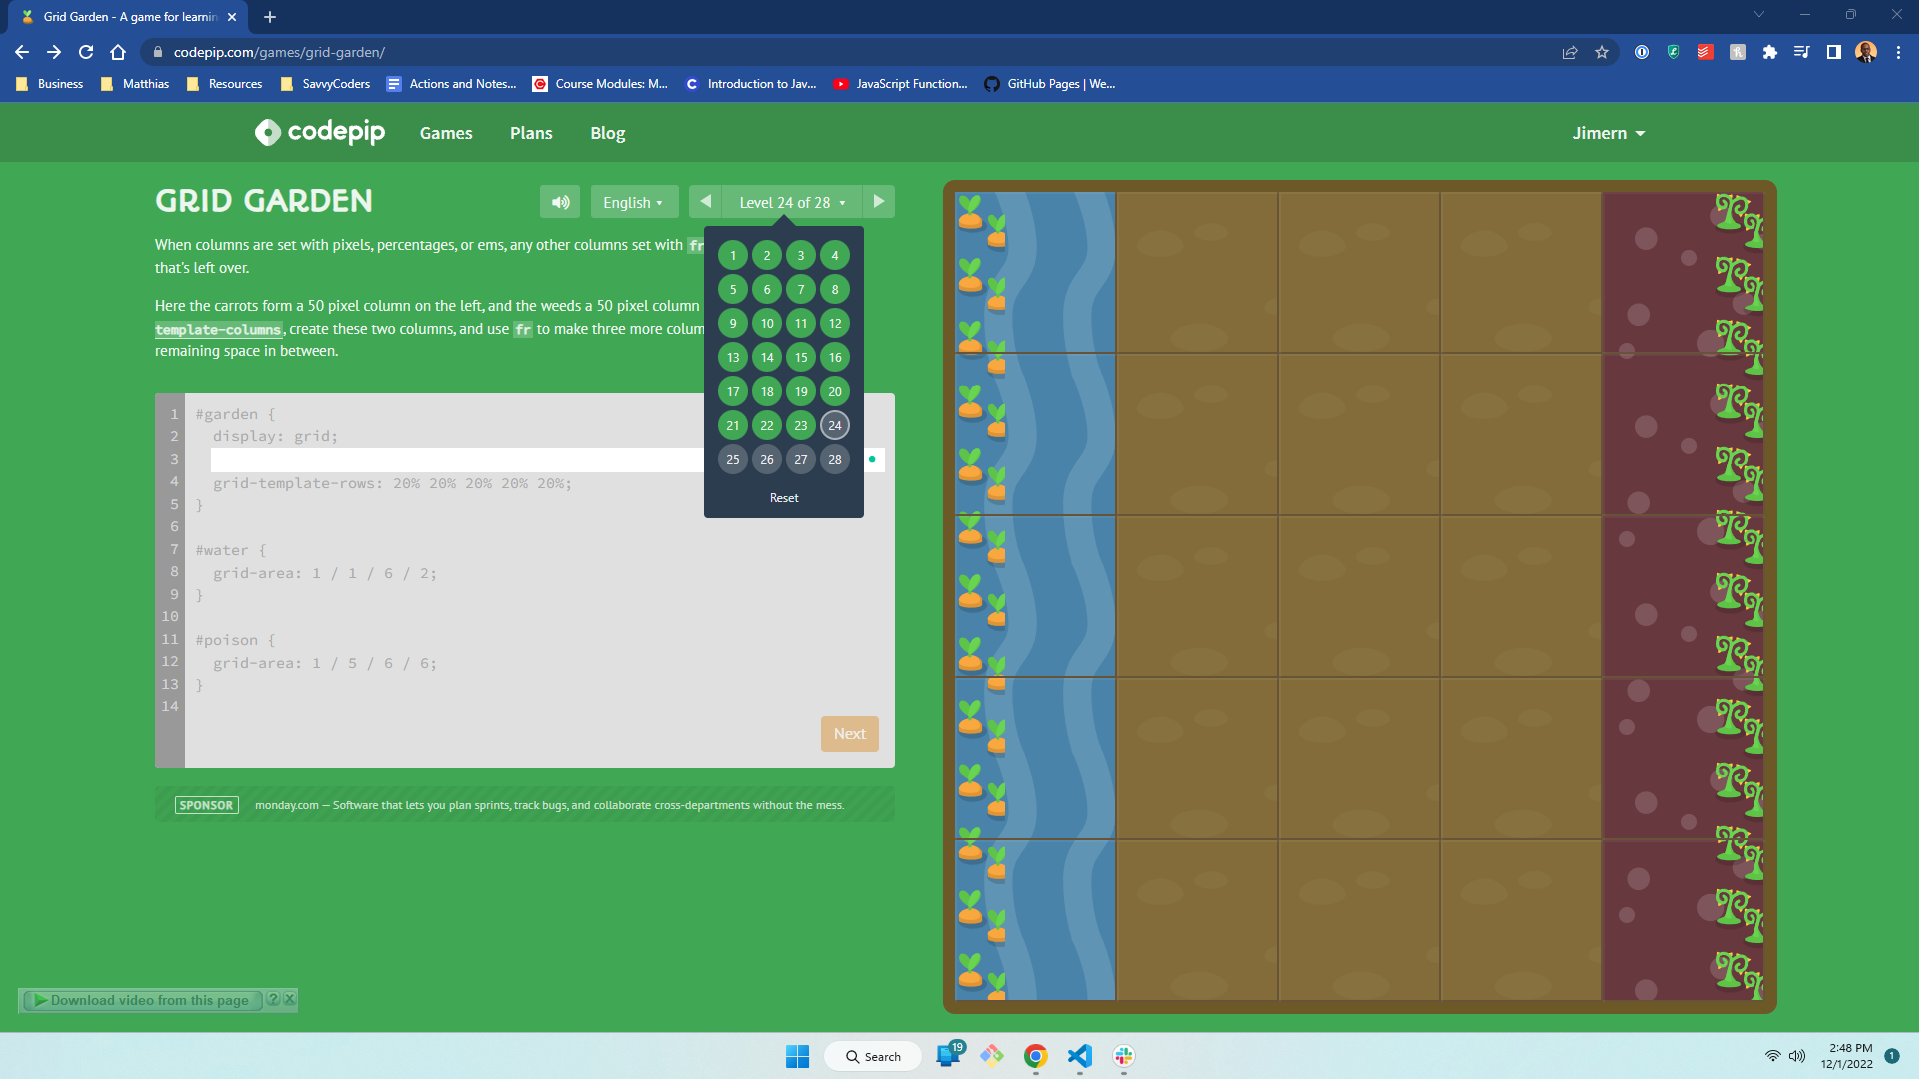 Grid Garden - A game for learnin
codepip.com/games/grid-garden/
Business
Matthias
Resources
SavvyCoders
Actions and Notes...
Course Modules: M...
Introduction to Jav...
JavaScript Function...
GitHub Pages | We...
codepip
Games
Plans
Blog
Jimern
GRID GARDEN
English
Level 24 of 28
When columns are set with pixels, percentages, or ems, any other columns set with fr
that's left over.
Here the carrots form a 50 pixel column on the left, and the weeds a 50 pixel column
template-columns, create these two columns, and use fr to make three more colum
remaining space in between.
1 2 3 4
5 6 7 8
9 10 11 12
13 14 15 16
17 18 19 20
21 22 23 24
25 26 27 28
Reset
1 #garden {
2 display: grid;
3
4 grid-template-rows: 20% 20% 20% 20% 20%;
5 }
6
7 #water {
8 grid-area: 1 / 1 / 6 / 2;
9 }
10
11 #poison {
12 grid-area: 1 / 5 / 6 / 6;
13 }
14
Next
SPONSOR monday.com — Software that lets you plan sprints, track bugs, and collaborate cross-departments without the mess.
Download video from this page ? X
Search
19
2:48 PM
12/1/2022
1